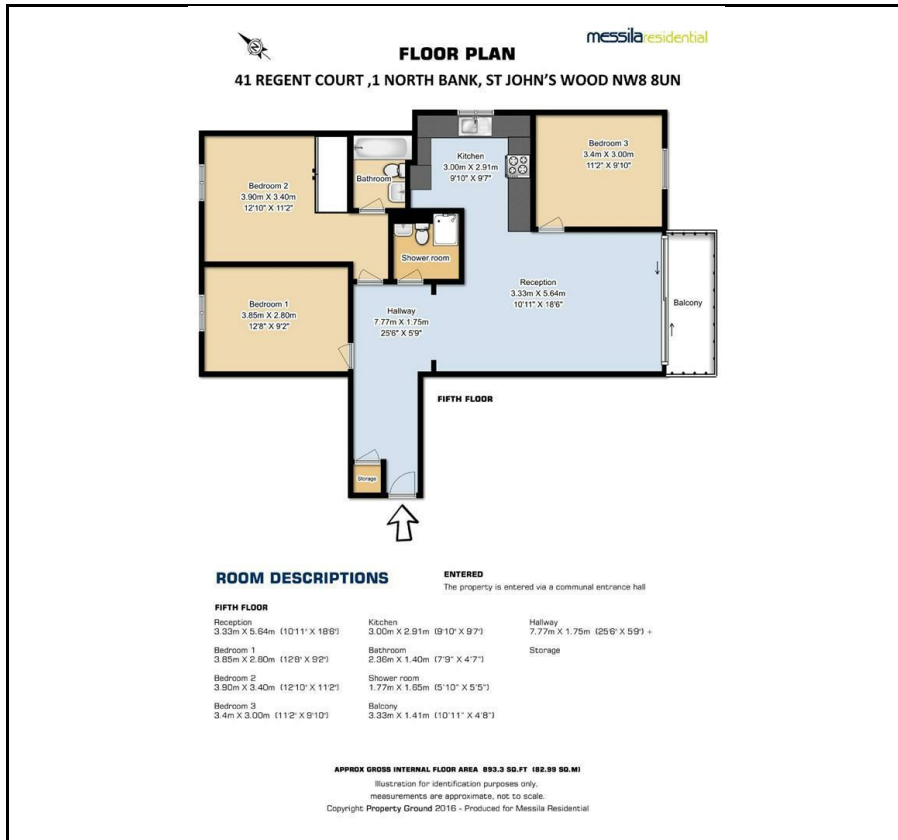 messilaresidential
FLOOR PLAN
41 REGENT COURT ,1 NORTH BANK, ST JOHN'S WOOD NW8 8UN
Bedroom 2
3.90m X 3.40m
12'10" X 11'2"
Bathroom
Kitchen
3.00m X 2.91m
9'10" X 9'7"
Bedroom 3
3.4m X 3.00m
11'2" X 9'10"
Shower room
Bedroom 1
3.85m X 2.80m
12'8" X 9'2"
Hallway
7.77m X 1.75m
25'6" X 5'9"
Reception
3.33m X 5.64m
10'11" X 18'6"
Balcony
FIFTH FLOOR
Storage
ROOM DESCRIPTIONS
ENTERED
The property is entered via a communal entrance hall
FIFTH FLOOR
Reception
3.33m X 5.64m (10'11" X 18'6")
Bedroom 1
3.85m X 2.80m (12'8" X 9'2")
Bedroom 2
3.90m X 3.40m (12'10" X 11'2")
Bedroom 3
3.4m X 3.00m (11'2" X 9'10")
Kitchen
3.00m X 2.91m (9'10" X 9'7")
Bathroom
2.36m X 1.40m (7'9" X 4'7")
Shower room
1.77m X 1.65m (5'10" X 5'5")
Balcony
3.33m X 1.41m (10'11" X 4'8")
Hallway
7.77m X 1.75m (25'6" X 5'9") +
Storage
APPROX GROSS INTERNAL FLOOR AREA 893.3 SQ.FT (82.99 SQ.M)
Illustration for identification purposes only,
measurements are approximate, not to scale.
Copyright Property Ground 2016 - Produced for Messila Residential